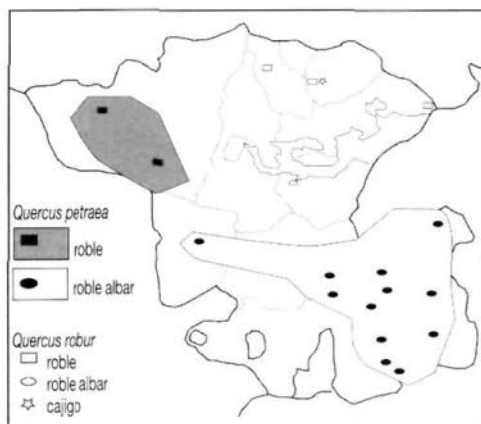 Quercus petraea
roble
roble albar
Quercus robur
roble
roble albar
cajigo